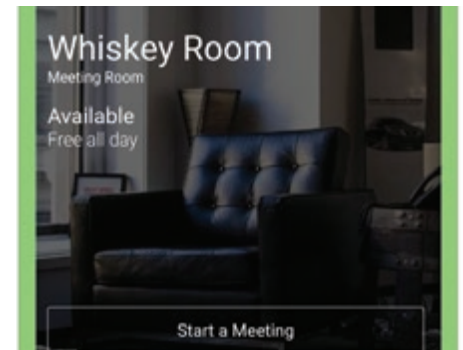 Whiskey Room
Meeting Room
Available
Free all day
Start a Meeting